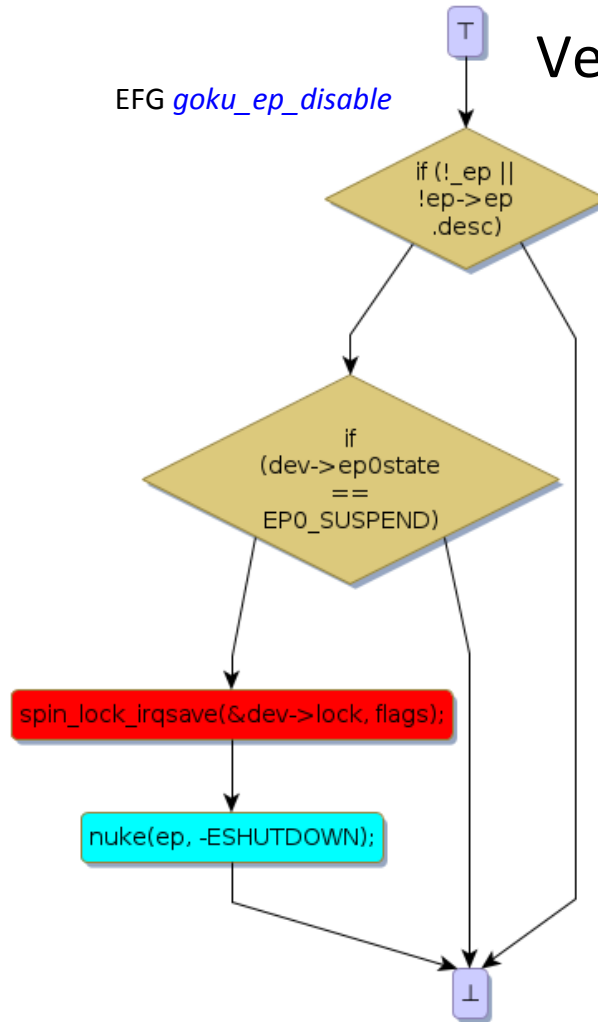 ⊤
Ve
EFG goku_ep_disable
if (!_ep ||
!ep->ep
.desc)
if
(dev->ep0state
==
EP0_SUSPEND)
spin_lock_irqsave(&dev->lock, flags);
nuke(ep, -ESHUTDOWN);
⊥